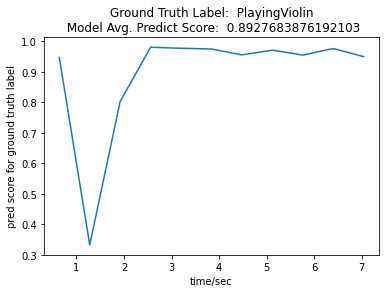 Ground Truth Label:  PlayingViolin
Model Avg. Predict Score:  0.8927683876192103
pred score for ground truth label
1.0
0.9
0.8
0.7
0.6
0.5
0.4
0.3
1 2 3 4 5 6 7
time/sec